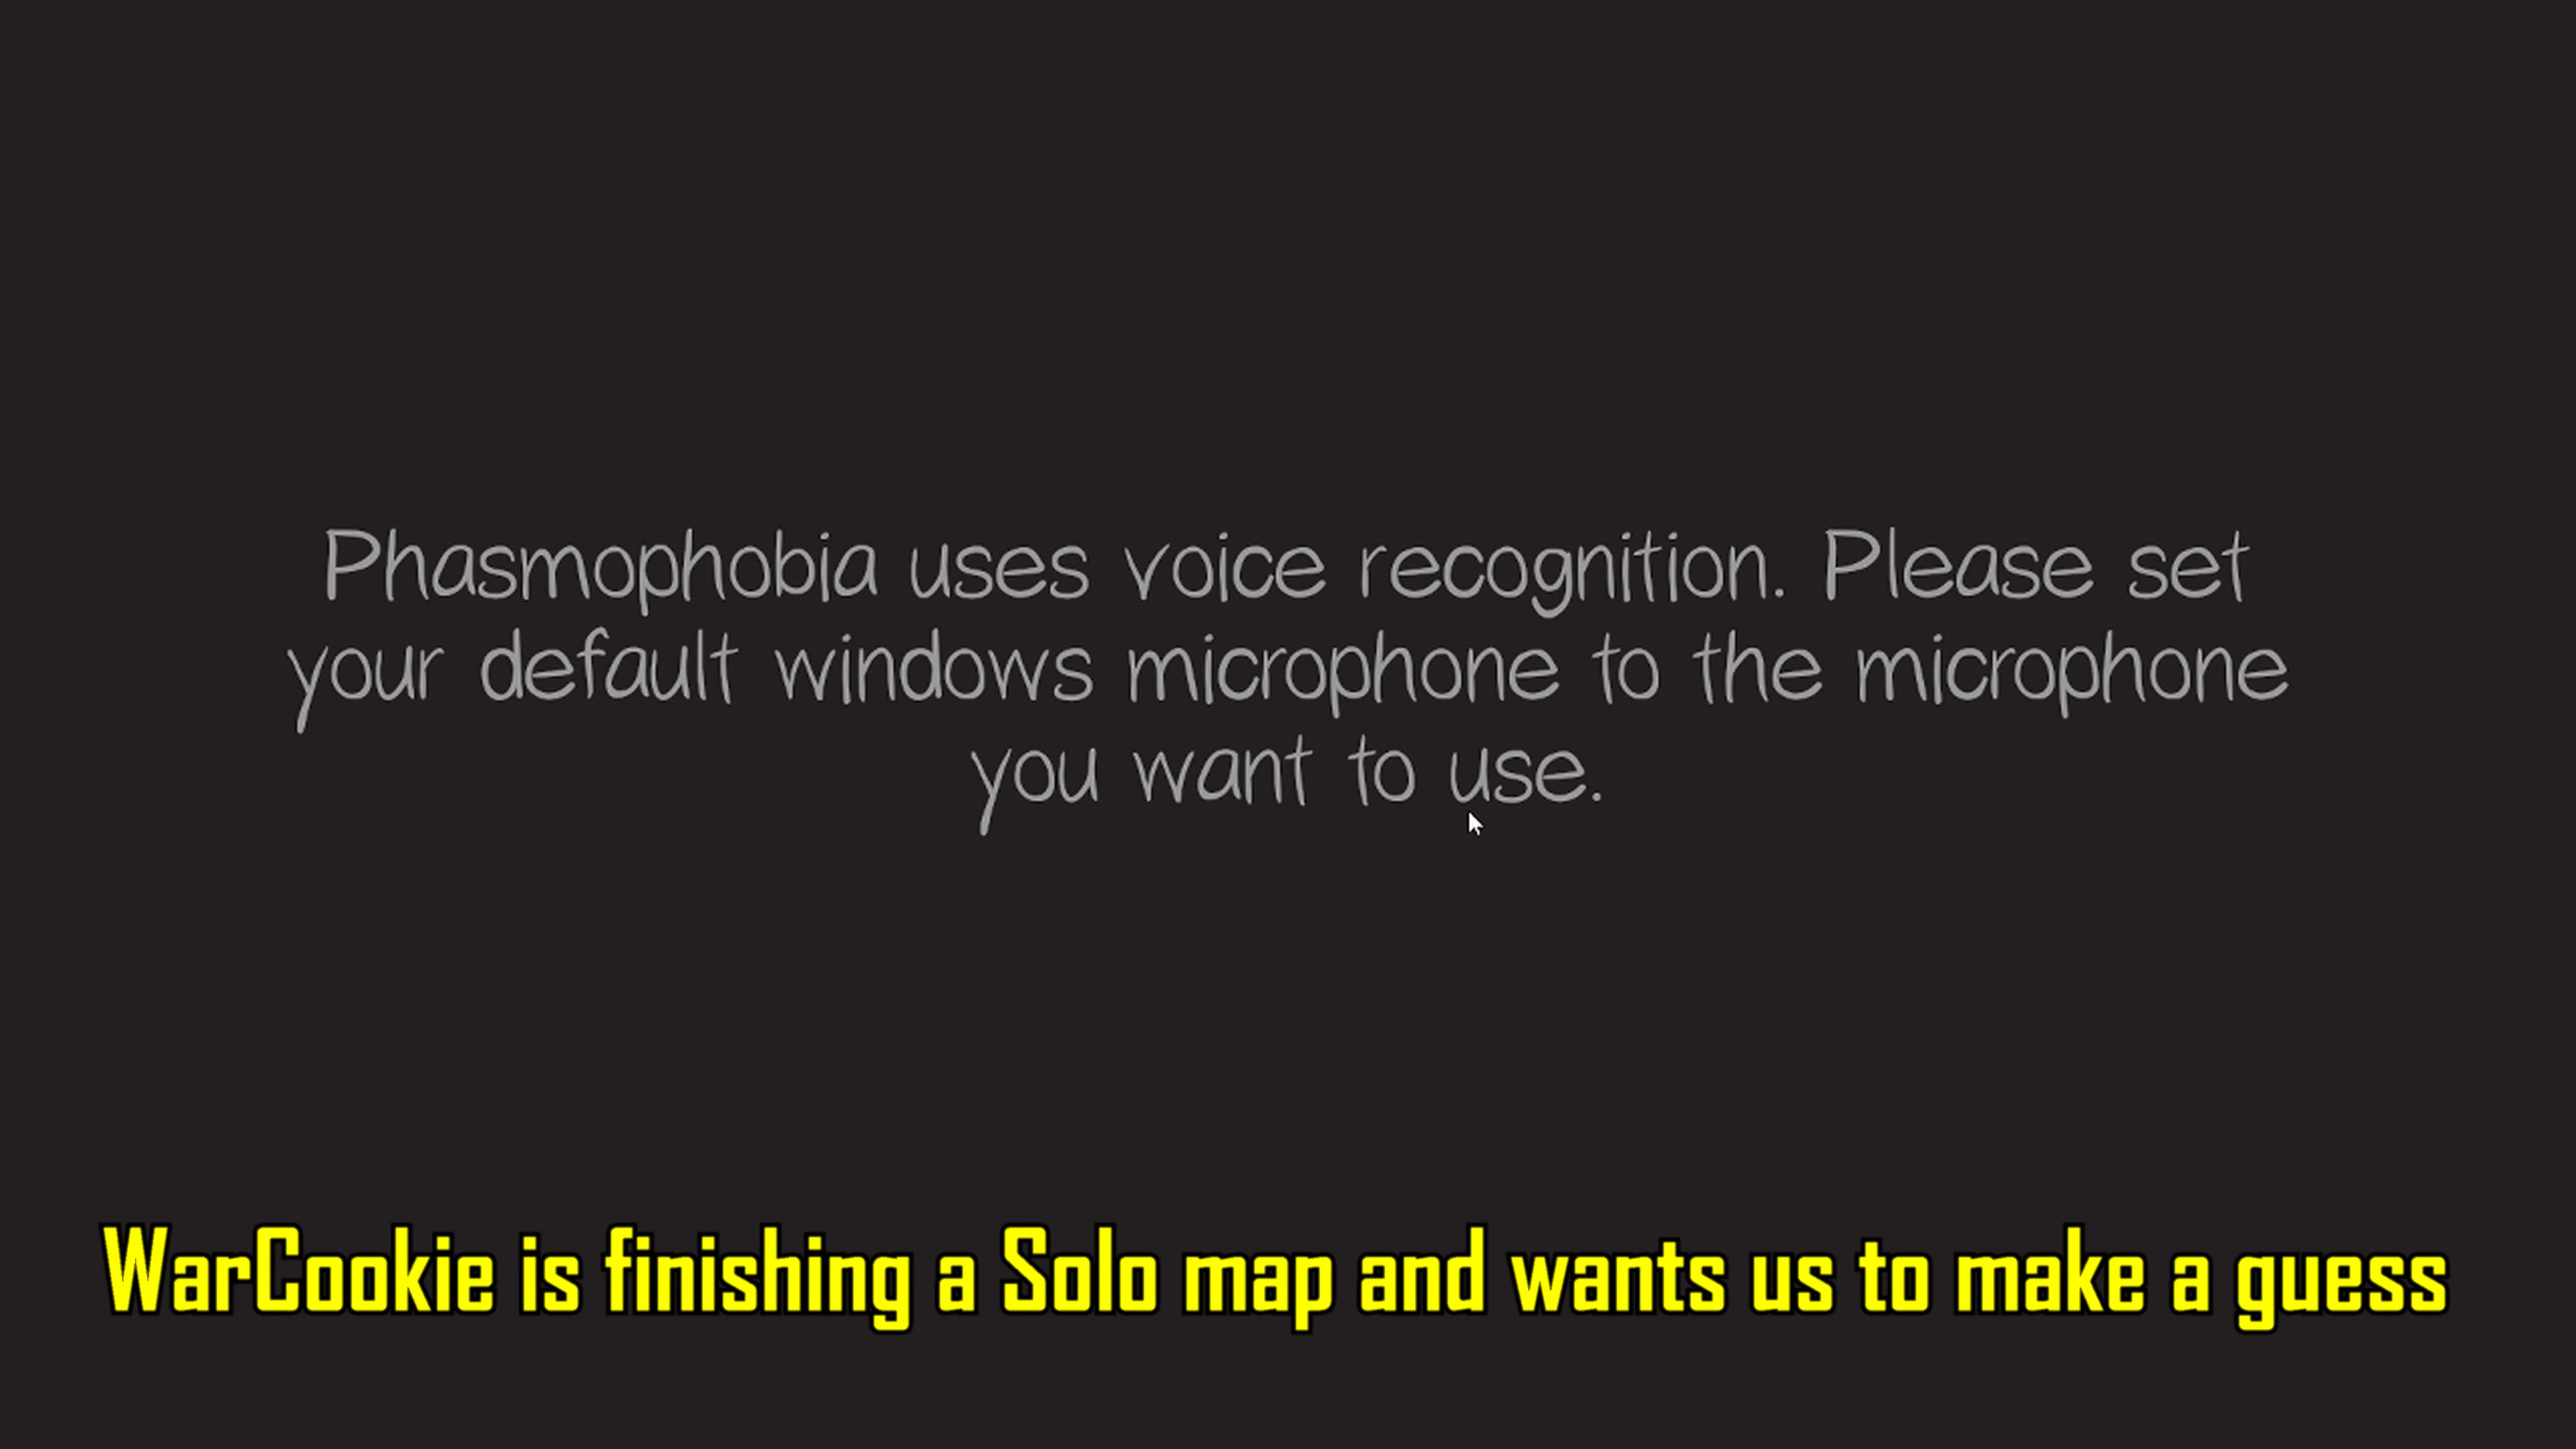 Phasmophobia uses voice recognition. Please set
your default windows microphone to the microphone
you want to use.
WarCookie is finishing a Solo map and wants us to make a guess